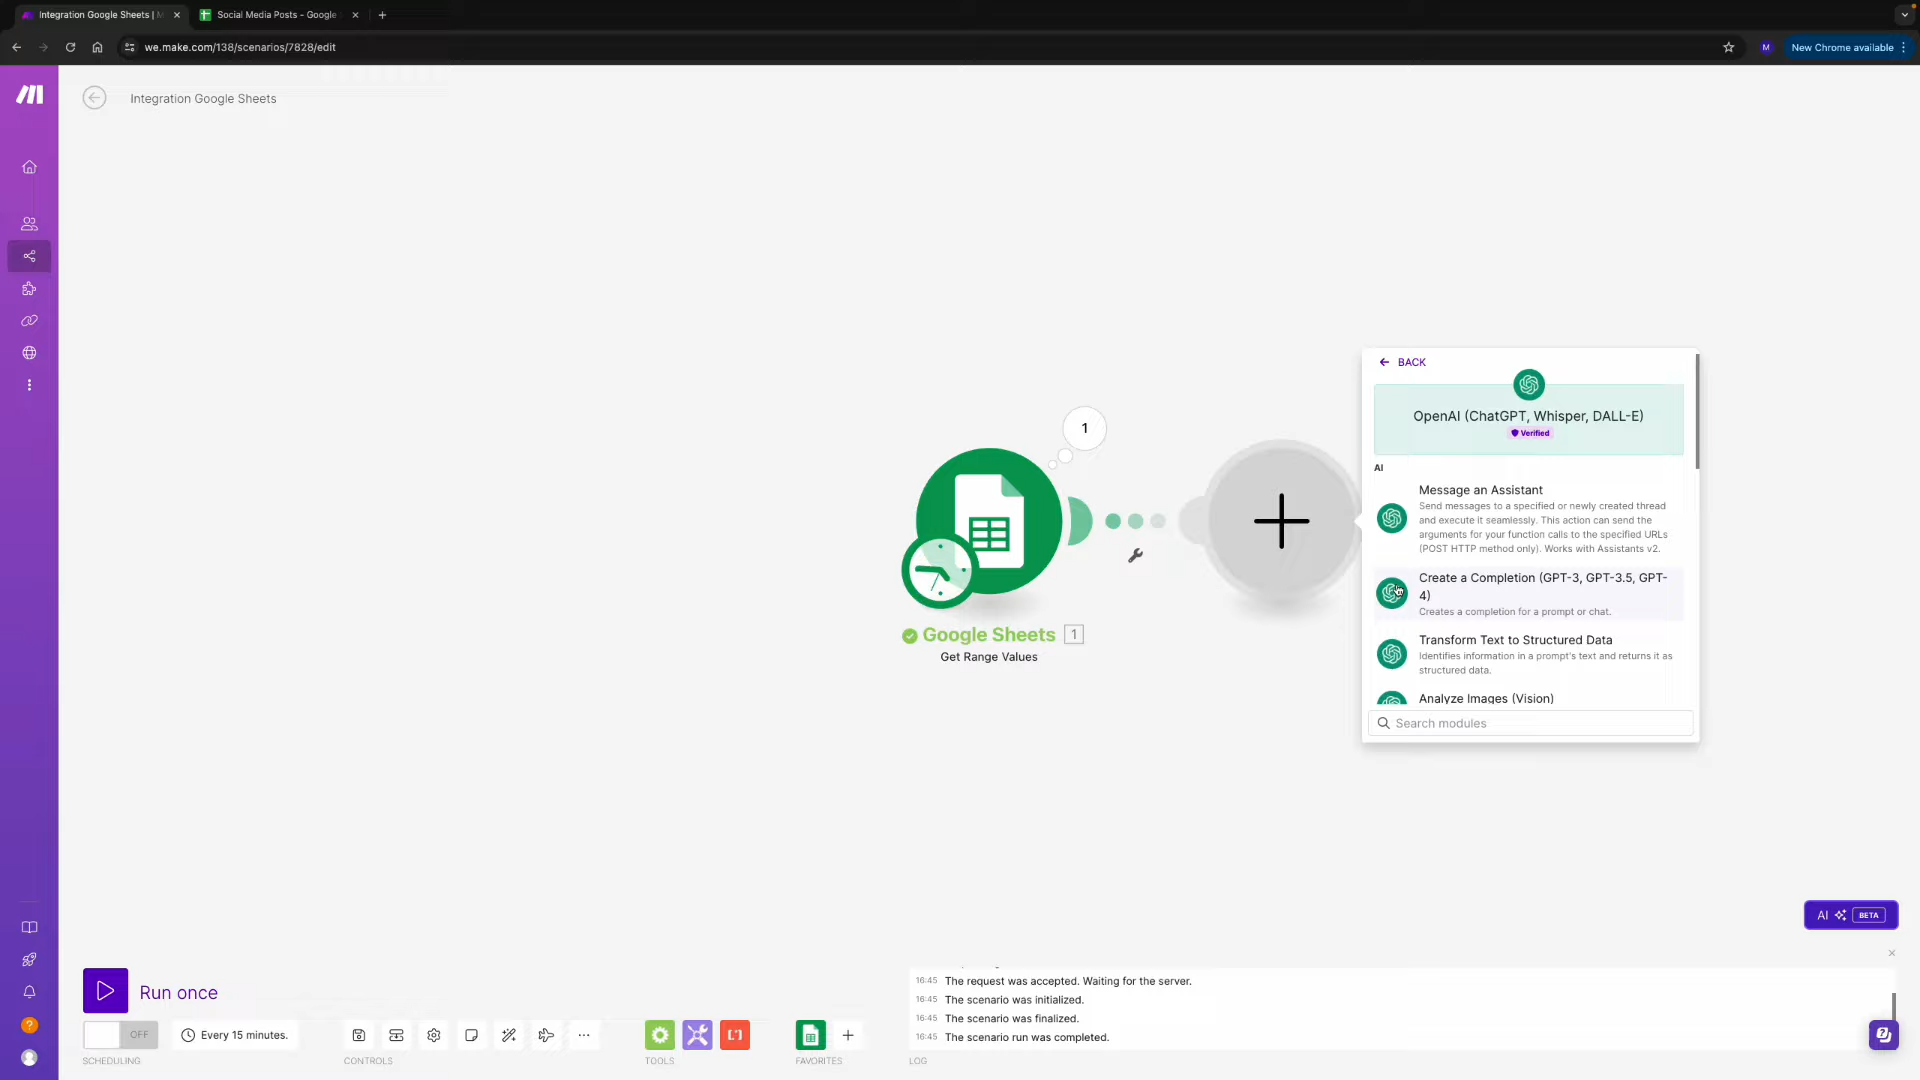 Integration Google Sheets | M
Social Media Posts - Google
we.make.com/138/scenarios/7828/edit
M
New Chrome available
Integration Google Sheets
1
Google Sheets 1
Get Range Values
BACK
OpenAI (ChatGPT, Whisper, DALL-E)
Verified
AI
Message an Assistant
Send messages to a specified or newly created thread
and execute it seamlessly. This action can send the
arguments for your function calls to the specified URLs
(POST HTTP method only). Works with Assistants v2.
Create a Completion (GPT-3, GPT-3.5, GPT-
4)
Creates a completion for a prompt or chat.
Transform Text to Structured Data
Identifies information in a prompt's text and returns it as
structured data.
Analyze Images (Vision)
Search modules
AI BETA
Run once
OFF
Every 15 minutes.
SCHEDULING
CONTROLS
TOOLS
FAVORITES
LOG
16:45 The request was accepted. Waiting for the server.
16:45 The scenario was initialized.
16:45 The scenario was finalized.
16:45 The scenario run was completed.